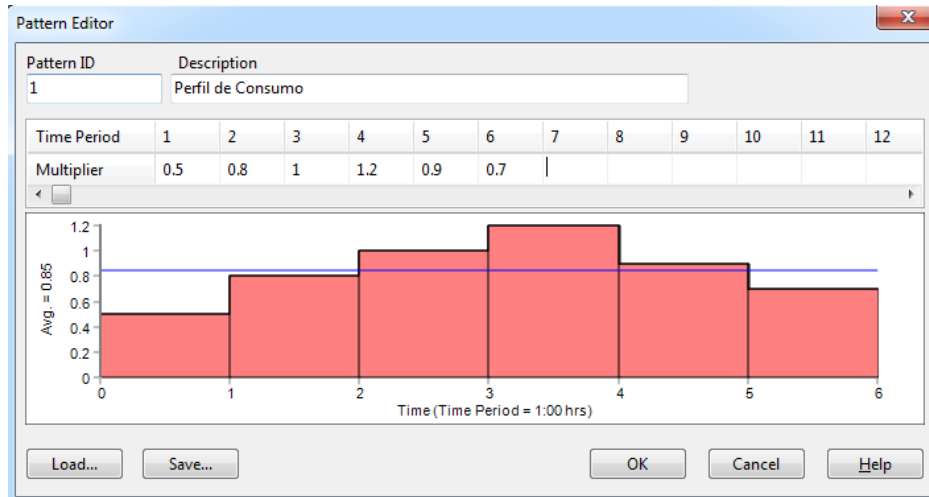 Pattern Editor
x
Pattern ID Description
1 Perfil de Consumo
Time Period 1 2 3 4 5 6 7 8 9 10 11 12
Multiplier 0.5 0.8 1 1.2 0.9 0.7
Avg. = 0.85
1.2
1
0.8
0.6
0.4
0.2
0
0 1 2 3 4 5 6
Time (Time Period = 1:00 hrs)
Load... Save... OK Cancel Help